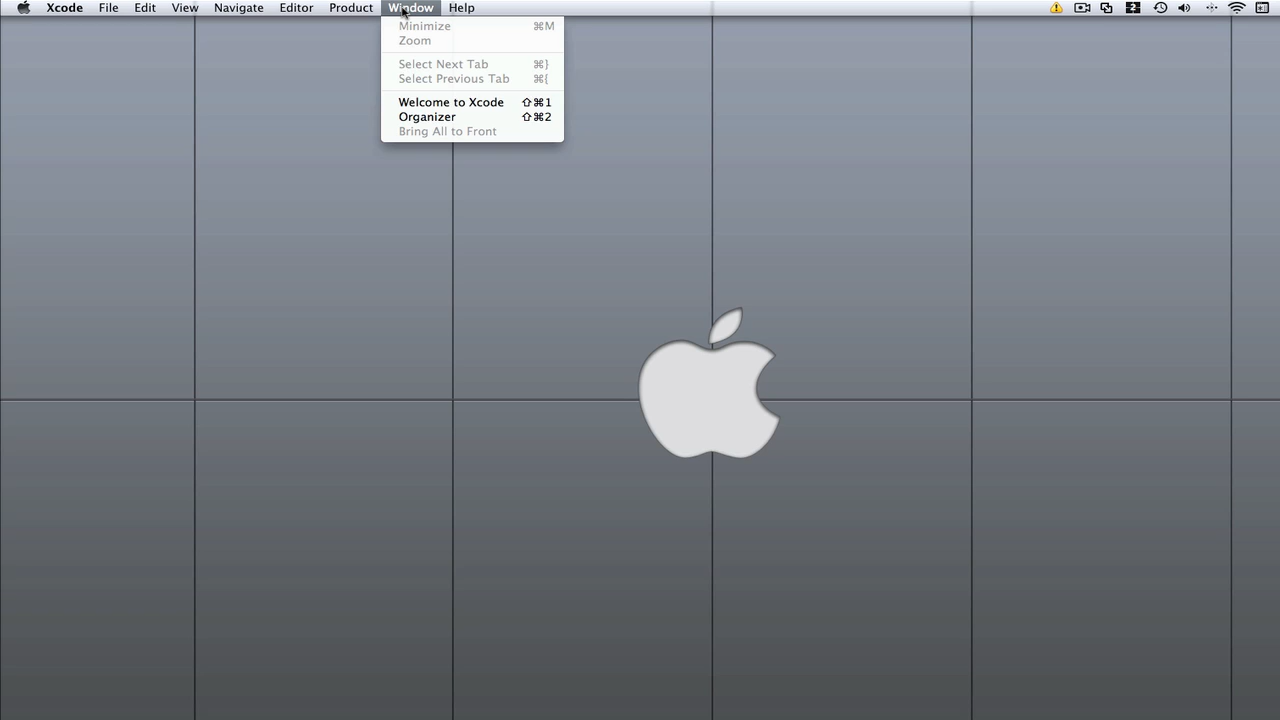 Xcode File Edit View Navigate Editor Product Window Help 2
Minimize ⌘M
Zoom
Select Next Tab ⌘}
Select Previous Tab ⌘{
Welcome to Xcode ⇧⌘1
Organizer ⇧⌘2
Bring All to Front